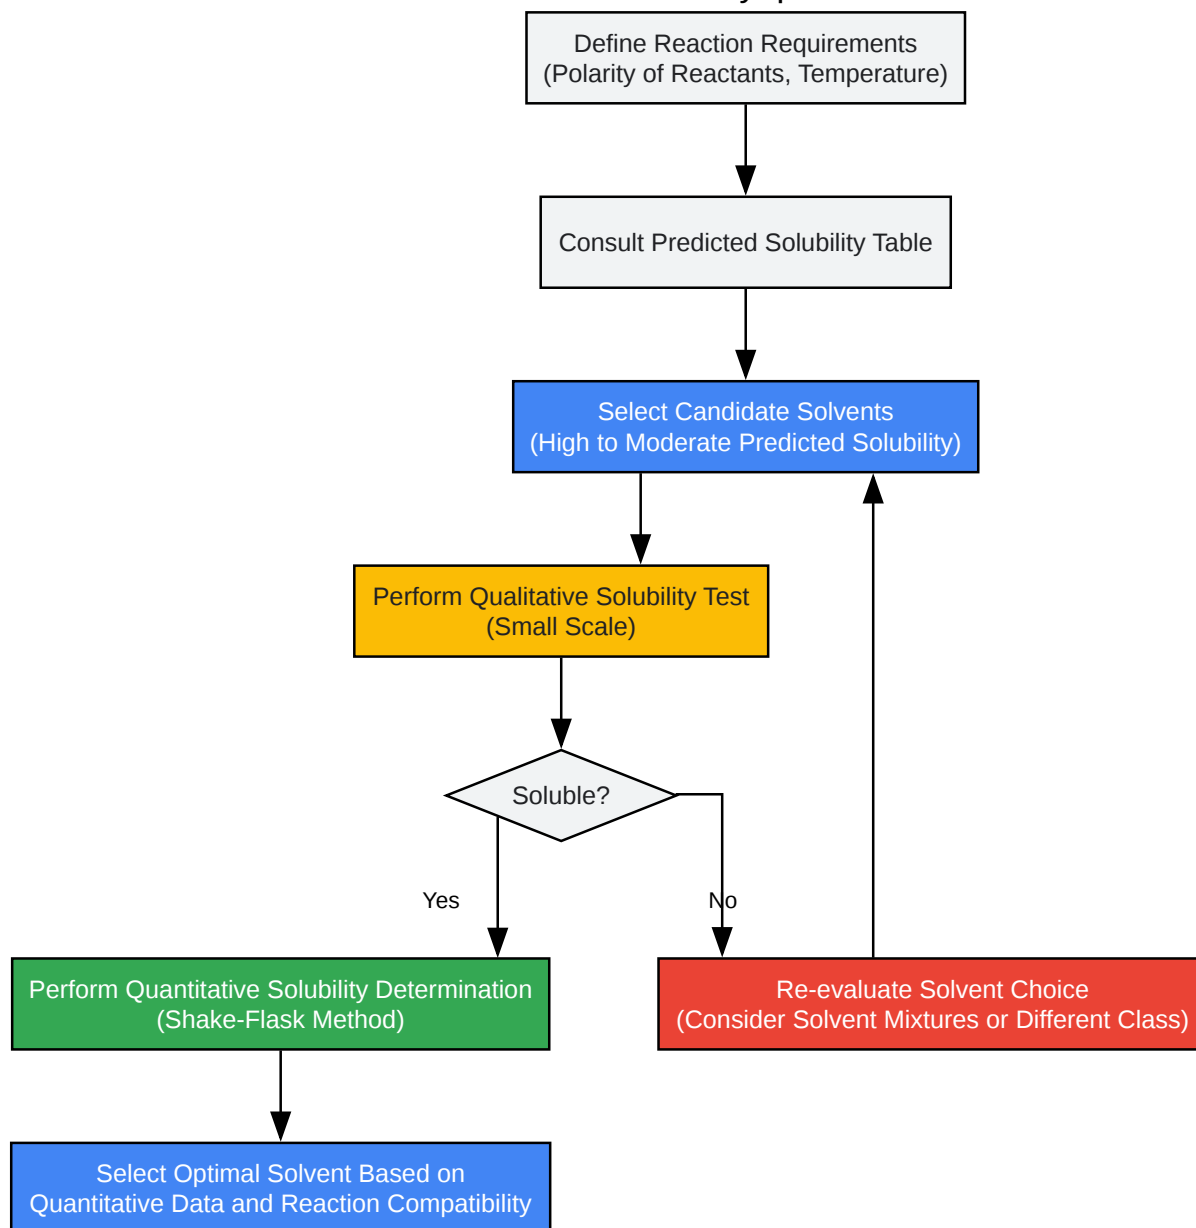 Define Reaction Requirements
(Polarity of Reactants, Temperature)
Consult Predicted Solubility Table
Select Candidate Solvents
(High to Moderate Predicted Solubility)
Perform Qualitative Solubility Test
(Small Scale)
Soluble?
Yes
No
Perform Quantitative Solubility Determination
(Shake-Flask Method)
Re-evaluate Solvent Choice
(Consider Solvent Mixtures or Different Class)
Select Optimal Solvent Based on
Quantitative Data and Reaction Compatibility